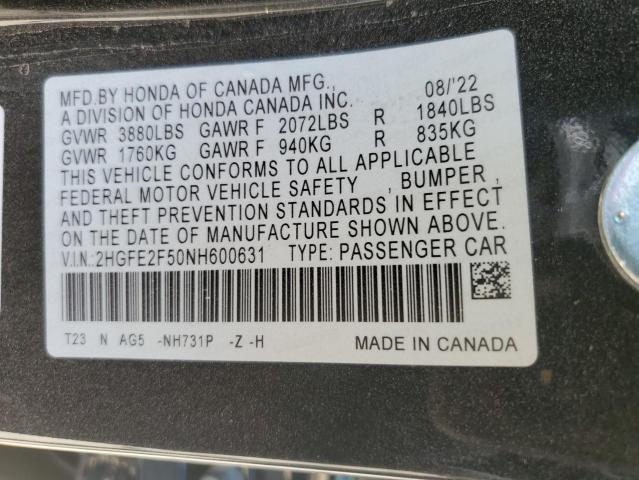 MFD.BY HONDA OF CANADA MFG., 08/'22
A DIVISION OF HONDA CANADA INC.
GVWR 3880LBS GAWR F 2072LBS R 1840LBS
GVWR 1760KG GAWR F 940KG R 835KG
THIS VEHICLE CONFORMS TO ALL APPLICABLE
FEDERAL MOTOR VEHICLE SAFETY , BUMPER ,
AND THEFT PREVENTION STANDARDS IN EFFECT
ON THE DATE OF MANUFACTURE SHOWN ABOVE.
V.I.N:2HGFE2F50NH600631 TYPE: PASSENGER CAR
T23 N AG5 -NH731P -Z -H MADE IN CANADA